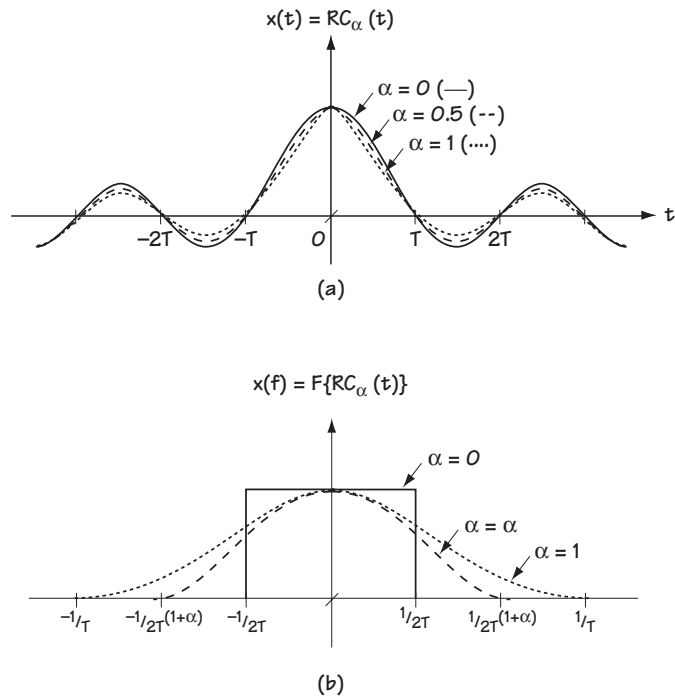 x(t) = RCα (t)
α = 0 (—)
α = 0.5 (--)
α = 1 (....)
t
–2T –T 0 T 2T
(a)
x(f) = F{RCα (t)}
α = 0
α = α
α = 1
–1/T –1/2T(1+α) –1/2T 1/2T 1/2T(1+α) 1/T
(b)